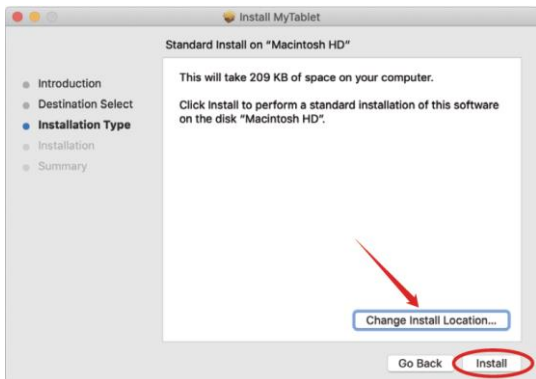 Install MyTablet
Standard Install on “Macintosh HD”
Introduction
Destination Select
Installation Type
Installation
Summary
This will take 209 KB of space on your computer.
Click Install to perform a standard installation of this software
on the disk “Macintosh HD”.
Change Install Location...
Go Back
Install